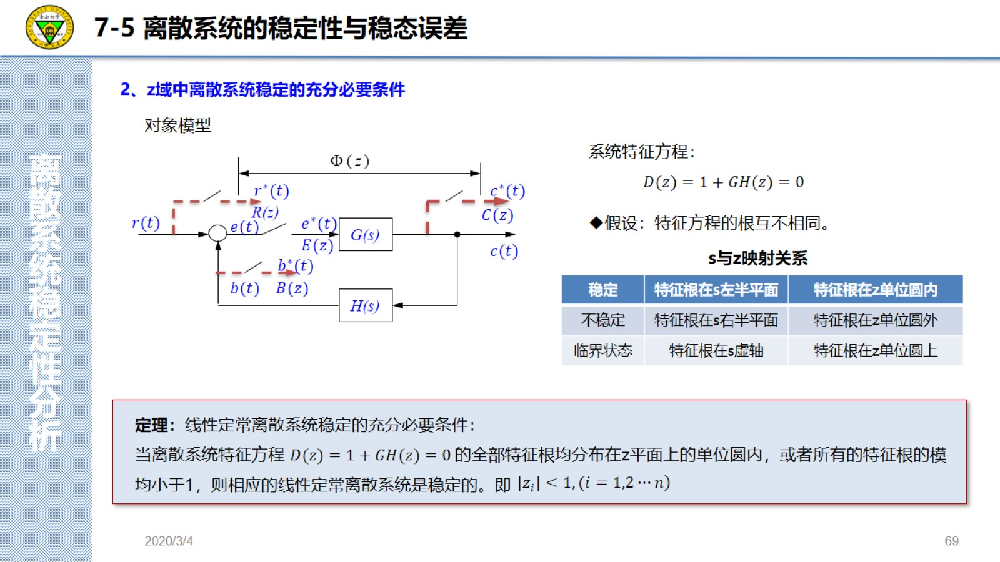 7-5 离散系统的稳定性与稳态误差
离散系统稳定性分析
2、z域中离散系统稳定的充分必要条件
对象模型
Φ(z)
r*(t)
R(z)
c*(t)
C(z)
r(t)
e(t)
e*(t)
E(z)
G(s)
c(t)
b*(t)
b(t)
B(z)
H(s)
系统特征方程：
D(z) = 1 + GH(z) = 0
◆假设：特征方程的根互不相同。
s与z映射关系
稳定 特征根在s左半平面 特征根在z单位圆内
不稳定 特征根在s右半平面 特征根在z单位圆外
临界状态 特征根在s虚轴 特征根在z单位圆上
定理：线性定常离散系统稳定的充分必要条件：
当离散系统特征方程 D(z) = 1 + GH(z) = 0 的全部特征根均分布在z平面上的单位圆内，或者所有的特征根的模
均小于1，则相应的线性定常离散系统是稳定的。即 |zᵢ| < 1, (i = 1,2 ⋯ n)
2020/3/4
69